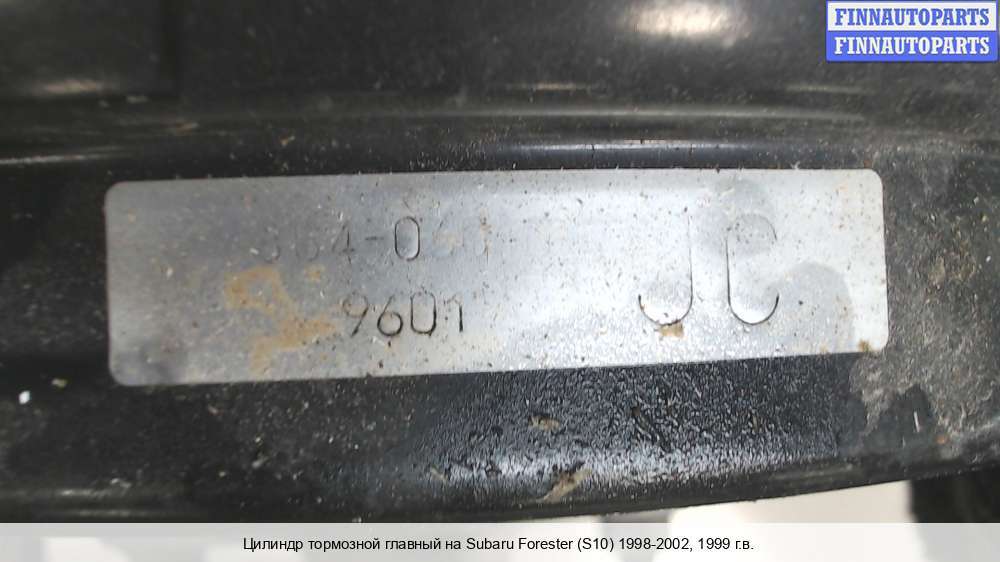 FINNAUTOPARTS
FINNAUTOPARTS
9601
JC
Цилиндр тормозной главный на Subaru Forester (S10) 1998-2002, 1999 г.в.